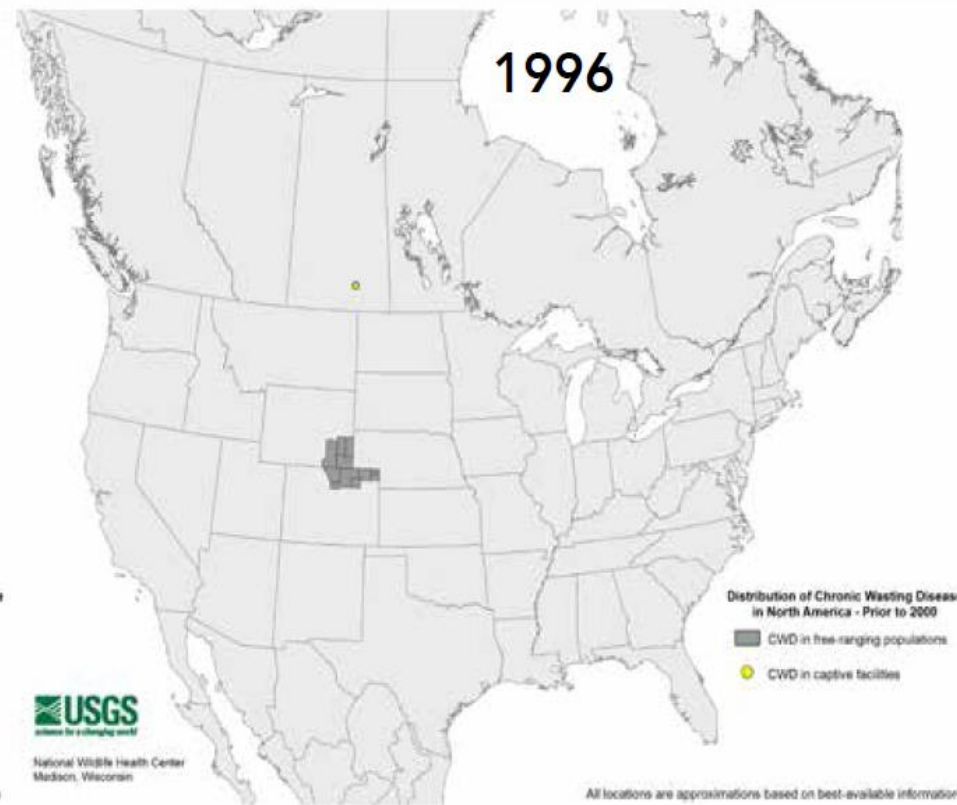 1996
Distribution of Chronic Wasting Disease
in North America - Prior to 2000
CWD in free-ranging populations
CWD in captive facilities
USGS
science for a changing world
National Wildlife Health Center
Madison, Wisconsin
All locations are approximations based on best-available information